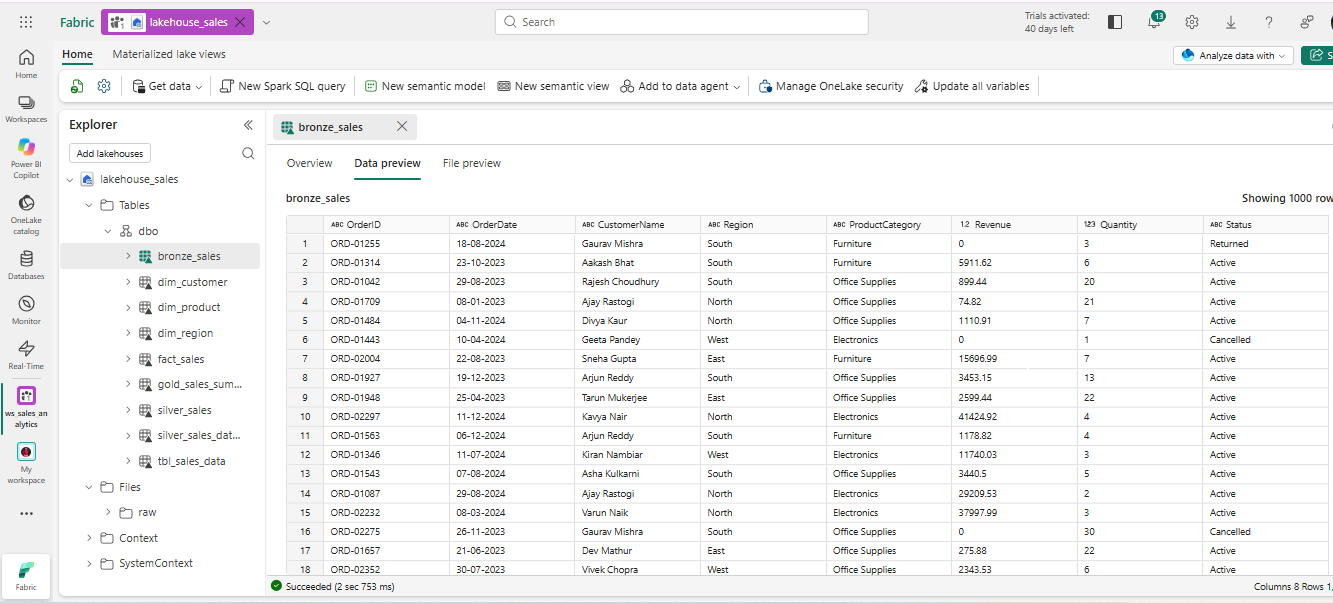 Fabric lakehouse_sales Search Trials activated: 13
40 days left
Home Materialized lake views Analyze data with
Get data New Spark SQL query New semantic model New semantic view Add to data agent Manage OneLake security Update all variables
Home
Workspaces
Power BI
Copilot
OneLake
catalog
Databases
Monitor
Real-Time
ws_sales_an
alytics
My
workspace
Fabric
Explorer
Add lakehouses
lakehouse_sales
Tables
dbo
bronze_sales
dim_customer
dim_product
dim_region
fact_sales
gold_sales_sum...
silver_sales
silver_sales_dat...
tbl_sales_data
Files
raw
Context
SystemContext
bronze_sales
Overview Data preview File preview
bronze_sales Showing 1000 row
ABC OrderID ABC OrderDate ABC CustomerName ABC Region ABC ProductCategory 1.2 Revenue 123 Quantity ABC Status
1 ORD-01255 18-08-2024 Gaurav Mishra South Furniture 0 3 Returned
2 ORD-01314 23-10-2023 Aakash Bhat South Furniture 5911.62 6 Active
3 ORD-01042 29-08-2023 Rajesh Choudhury South Office Supplies 899.44 20 Active
4 ORD-01709 08-01-2023 Ajay Rastogi North Office Supplies 74.82 21 Active
5 ORD-01484 04-11-2024 Divya Kaur North Office Supplies 1110.91 7 Active
6 ORD-01443 10-04-2024 Geeta Pandey West Electronics 0 1 Cancelled
7 ORD-02004 22-08-2023 Sneha Gupta East Furniture 15696.99 7 Active
8 ORD-01927 19-12-2023 Arjun Reddy South Office Supplies 3453.15 13 Active
9 ORD-01948 25-04-2023 Tarun Mukerjee East Office Supplies 2599.44 22 Active
10 ORD-02297 11-12-2024 Kavya Nair North Electronics 41424.92 4 Active
11 ORD-01563 06-12-2024 Arjun Reddy South Furniture 1178.82 4 Active
12 ORD-01346 11-07-2024 Kiran Nambiar West Electronics 11740.03 3 Active
13 ORD-01543 07-08-2024 Asha Kulkarni South Office Supplies 3440.5 5 Active
14 ORD-01087 29-08-2024 Ajay Rastogi North Electronics 29209.53 2 Active
15 ORD-02232 08-03-2024 Varun Naik North Electronics 37997.99 3 Active
16 ORD-02275 26-11-2023 Gaurav Mishra South Office Supplies 0 30 Cancelled
17 ORD-01657 21-06-2023 Dev Mathur East Office Supplies 275.88 22 Active
18 ORD-02352 30-07-2023 Vivek Chopra West Office Supplies 2343.53 6 Active
Succeeded (2 sec 753 ms) Columns 8 Rows 1,